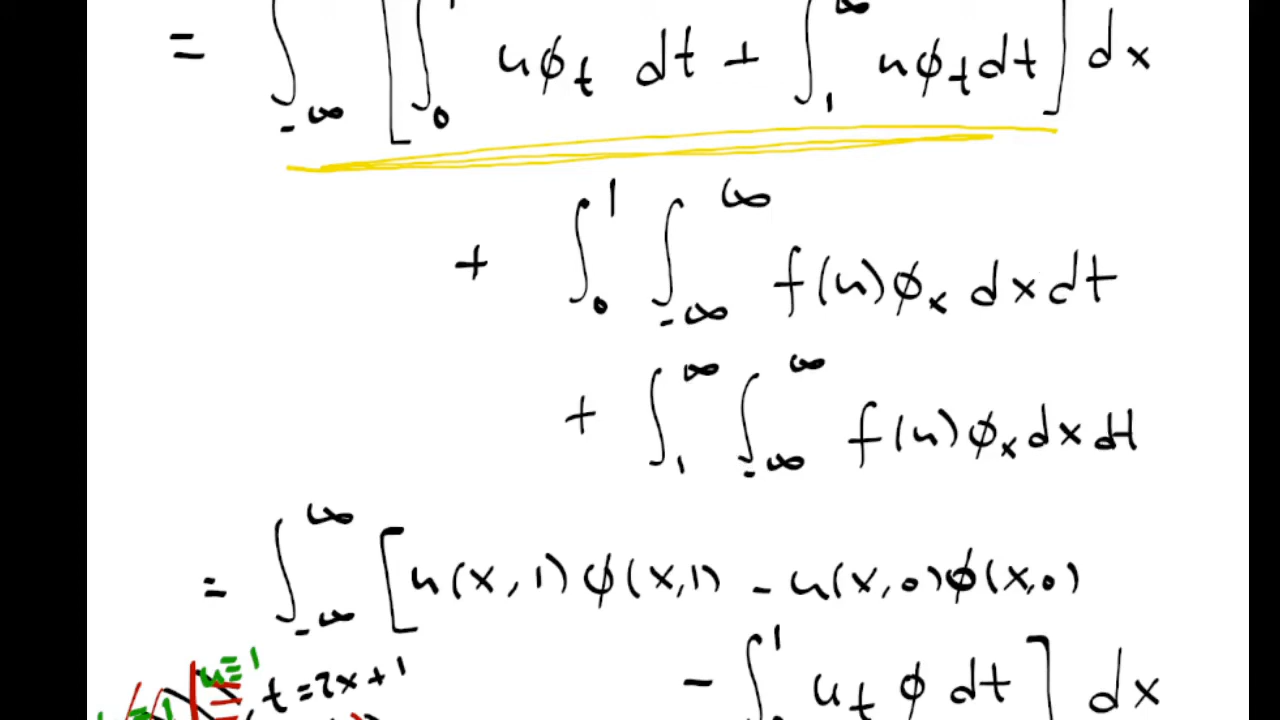 = ∫_{-∞} [ ∫_0^1 uϕ_t dt + ∫_1^∞ uϕ_t dt ] dx
+ ∫_0^1 ∫_{-∞}^∞ f(u)ϕ_x dx dt
+ ∫_1^∞ ∫_{-∞}^∞ f(u)ϕ_x dx dt
= ∫_{-∞}^∞ [ u(x,1)ϕ(x,1) - u(x,0)ϕ(x,0)
- ∫_0^1 u_t ϕ dt ] dx
u≡1
t=2x+1